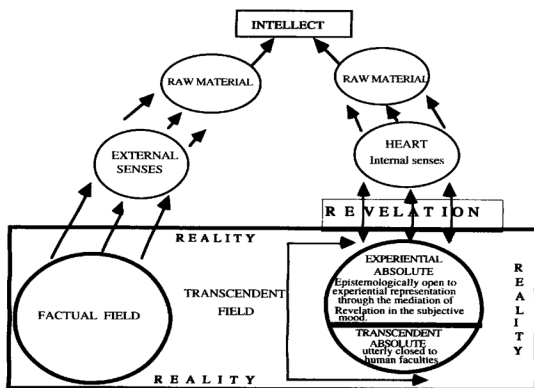 INTELLECT
RAW MATERIAL
RAW MATERIAL
EXTERNAL
SENSES
HEART
Internal senses
REVELATION
REALITY
FACTUAL FIELD
TRANSCENDENT
FIELD
EXPERIENTIAL
ABSOLUTE
Epistemologically open to
experiential representation
through the mediation of
Revelation in the subjective
mood.
TRANSCENDENT
ABSOLUTE
utterly closed to
human faculties
REALITY
REALITY